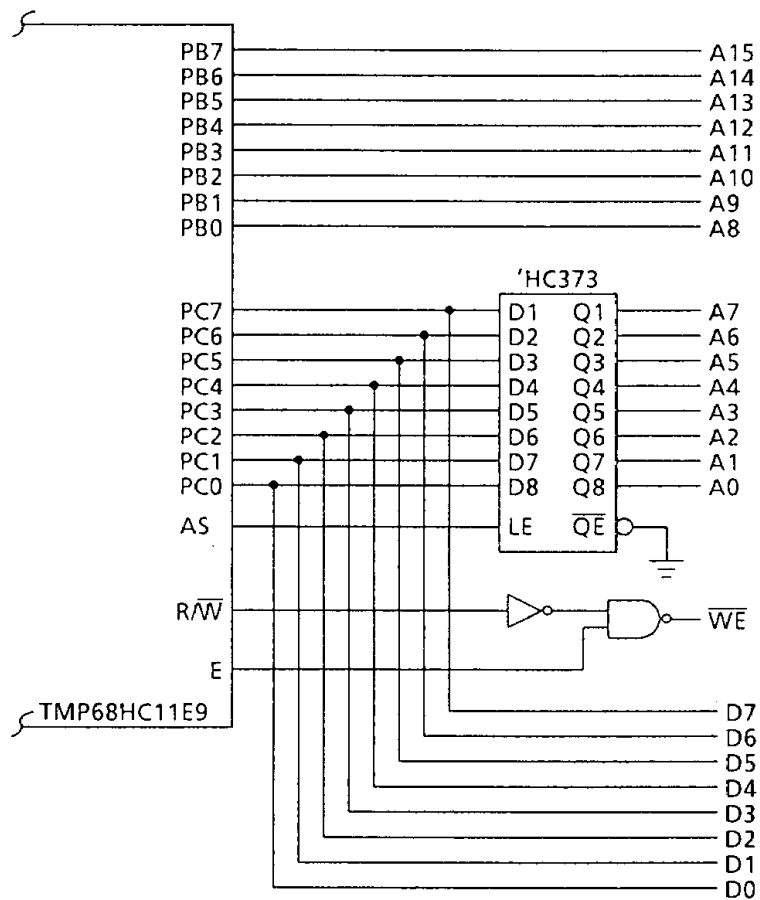 PB7 A15
PB6 A14
PB5 A13
PB4 A12
PB3 A11
PB2 A10
PB1 A9
PB0 A8
'HC373
PC7 D1 Q1 A7
PC6 D2 Q2 A6
PC5 D3 Q3 A5
PC4 D4 Q4 A4
PC3 D5 Q5 A3
PC2 D6 Q6 A2
PC1 D7 Q7 A1
PC0 D8 Q8 A0
AS LE Q̅E̅
R/W̅ W̅E̅
E
TMP68HC11E9 D7
D6
D5
D4
D3
D2
D1
D0